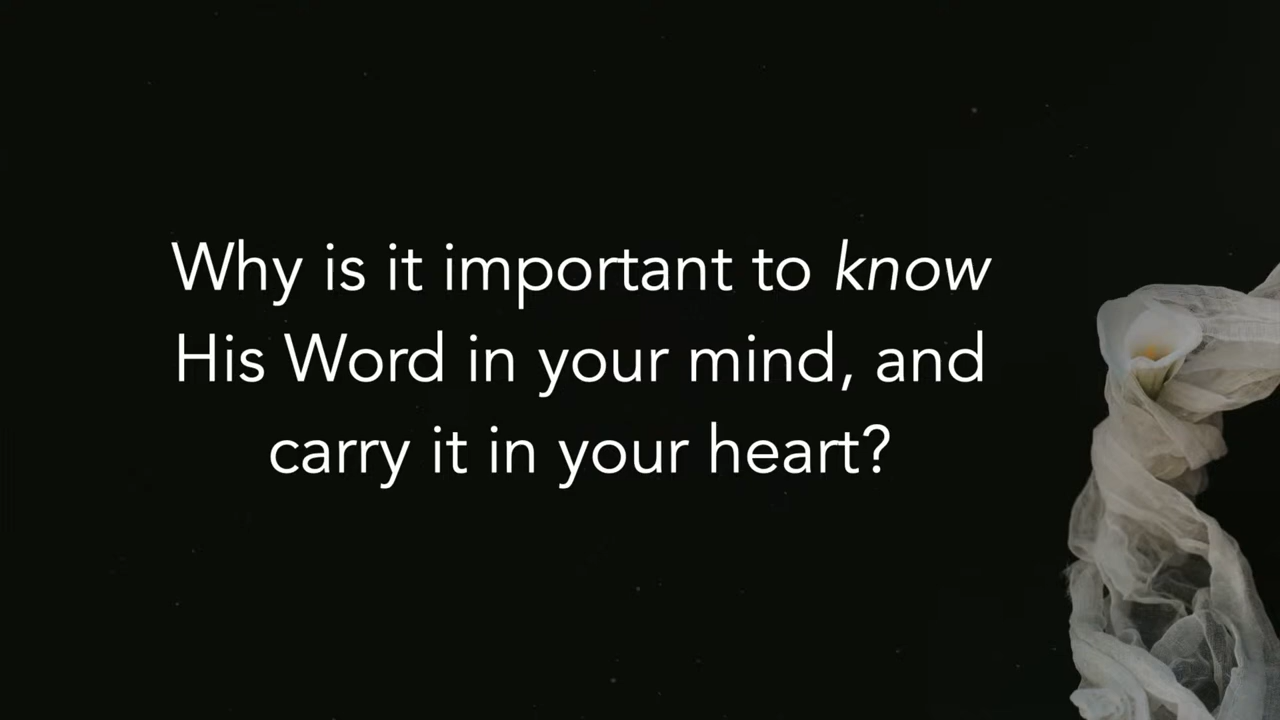 Why is it important to know
His Word in your mind, and
carry it in your heart?